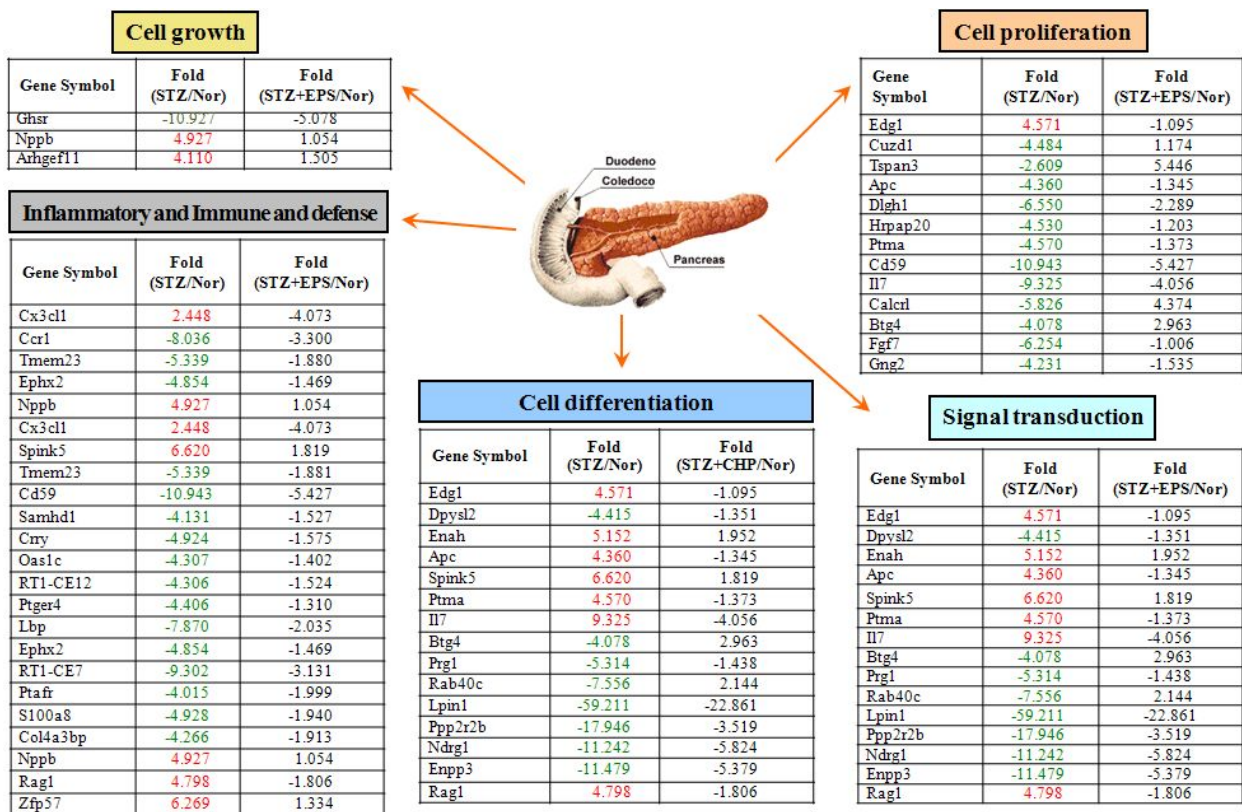 Cell growth
Gene Symbol Fold (STZ/Nor) Fold (STZ+EPS/Nor)
Ghsr -10.927 -5.078
Nppb 4.927 1.054
Arhgef11 4.110 1.505
Inflammatory and Immune and defense
Gene Symbol Fold (STZ/Nor) Fold (STZ+EPS/Nor)
Cx3cl1 2.448 -4.073
Ccr1 -8.036 -3.300
Tmem23 -5.339 -1.880
Ephx2 -4.854 -1.469
Nppb 4.927 1.054
Cx3cl1 2.448 -4.073
Spink5 6.620 1.819
Tmem23 -5.339 -1.881
Cd59 -10.943 -5.427
Samhd1 -4.131 -1.527
Crry -4.924 -1.575
Oas1c -4.307 -1.402
RT1-CE12 -4.306 -1.524
Ptger4 -4.406 -1.310
Lbp -7.870 -2.035
Ephx2 -4.854 -1.469
RT1-CE7 -9.302 -3.131
Ptafr -4.015 -1.999
S100a8 -4.928 -1.940
Col4a3bp -4.266 -1.913
Nppb 4.927 1.054
Rag1 4.798 -1.806
Zfp57 6.269 1.334
Duodeno
Coledoco
Pancreas
Cell differentiation
Gene Symbol Fold (STZ/Nor) Fold (STZ+CHP/Nor)
Edg1 4.571 -1.095
Dpysl2 -4.415 -1.351
Enah 5.152 1.952
Apc 4.360 -1.345
Spink5 6.620 1.819
Ptma 4.570 -1.373
Il7 9.325 -4.056
Btg4 -4.078 2.963
Prg1 -5.314 -1.438
Rab40c -7.556 2.144
Lpin1 -59.211 -22.861
Ppp2r2b -17.946 -3.519
Ndrg1 -11.242 -5.824
Enpp3 -11.479 -5.379
Rag1 4.798 -1.806
Cell proliferation
Gene Symbol Fold (STZ/Nor) Fold (STZ+EPS/Nor)
Edg1 4.571 -1.095
Cuzd1 -4.484 1.174
Tspan3 -2.609 5.446
Apc -4.360 -1.345
Dlgh1 -6.550 -2.289
Hrpap20 -4.530 -1.203
Ptma -4.570 -1.373
Cd59 -10.943 -5.427
Il7 -9.325 -4.056
Calcrl -5.826 4.374
Btg4 -4.078 2.963
Fgf7 -6.254 -1.006
Gng2 -4.231 -1.535
Signal transduction
Gene Symbol Fold (STZ/Nor) Fold (STZ+EPS/Nor)
Edg1 4.571 -1.095
Dpysl2 -4.415 -1.351
Enah 5.152 1.952
Apc 4.360 -1.345
Spink5 6.620 1.819
Ptma 4.570 -1.373
Il7 9.325 -4.056
Btg4 -4.078 2.963
Prg1 -5.314 -1.438
Rab40c -7.556 2.144
Lpin1 -59.211 -22.861
Ppp2r2b -17.946 -3.519
Ndrg1 -11.242 -5.824
Enpp3 -11.479 -5.379
Rag1 4.798 -1.806